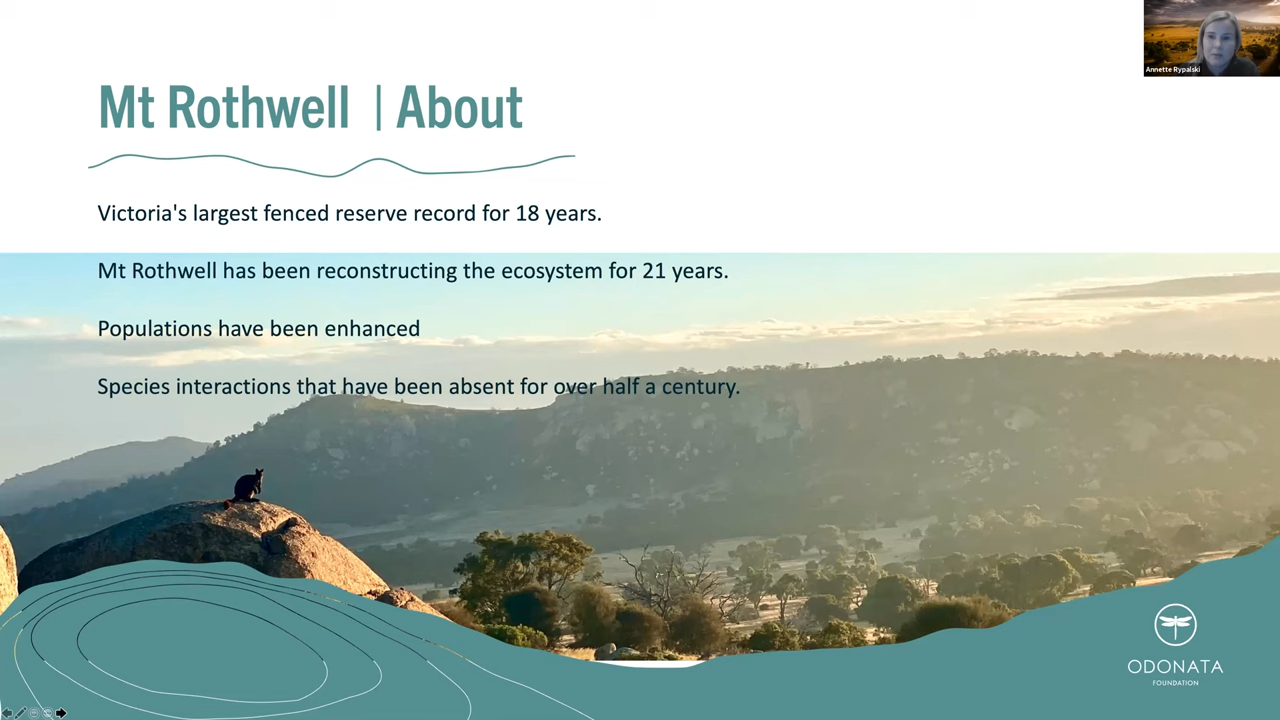 Annette Rypalski
Mt Rothwell | About
Victoria's largest fenced reserve record for 18 years.
Mt Rothwell has been reconstructing the ecosystem for 21 years.
Populations have been enhanced
Species interactions that have been absent for over half a century.
ODONATA
FOUNDATION